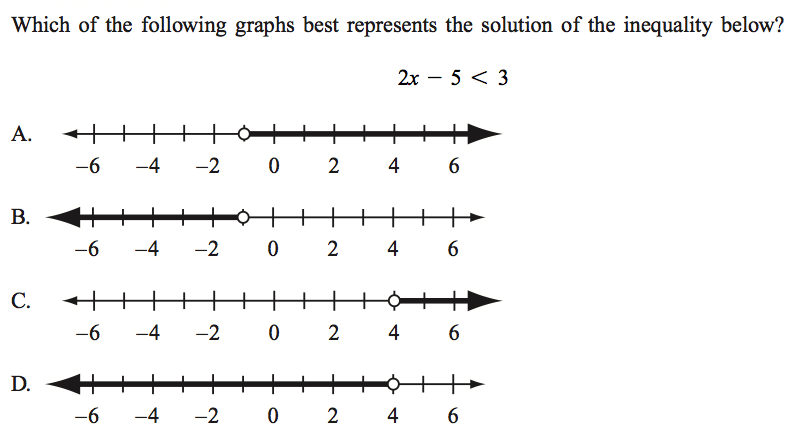 Which of the following graphs best represents the solution of the inequality below?
2x − 5 < 3
A.
−6 −4 −2 0 2 4 6
B.
−6 −4 −2 0 2 4 6
C.
−6 −4 −2 0 2 4 6
D.
−6 −4 −2 0 2 4 6